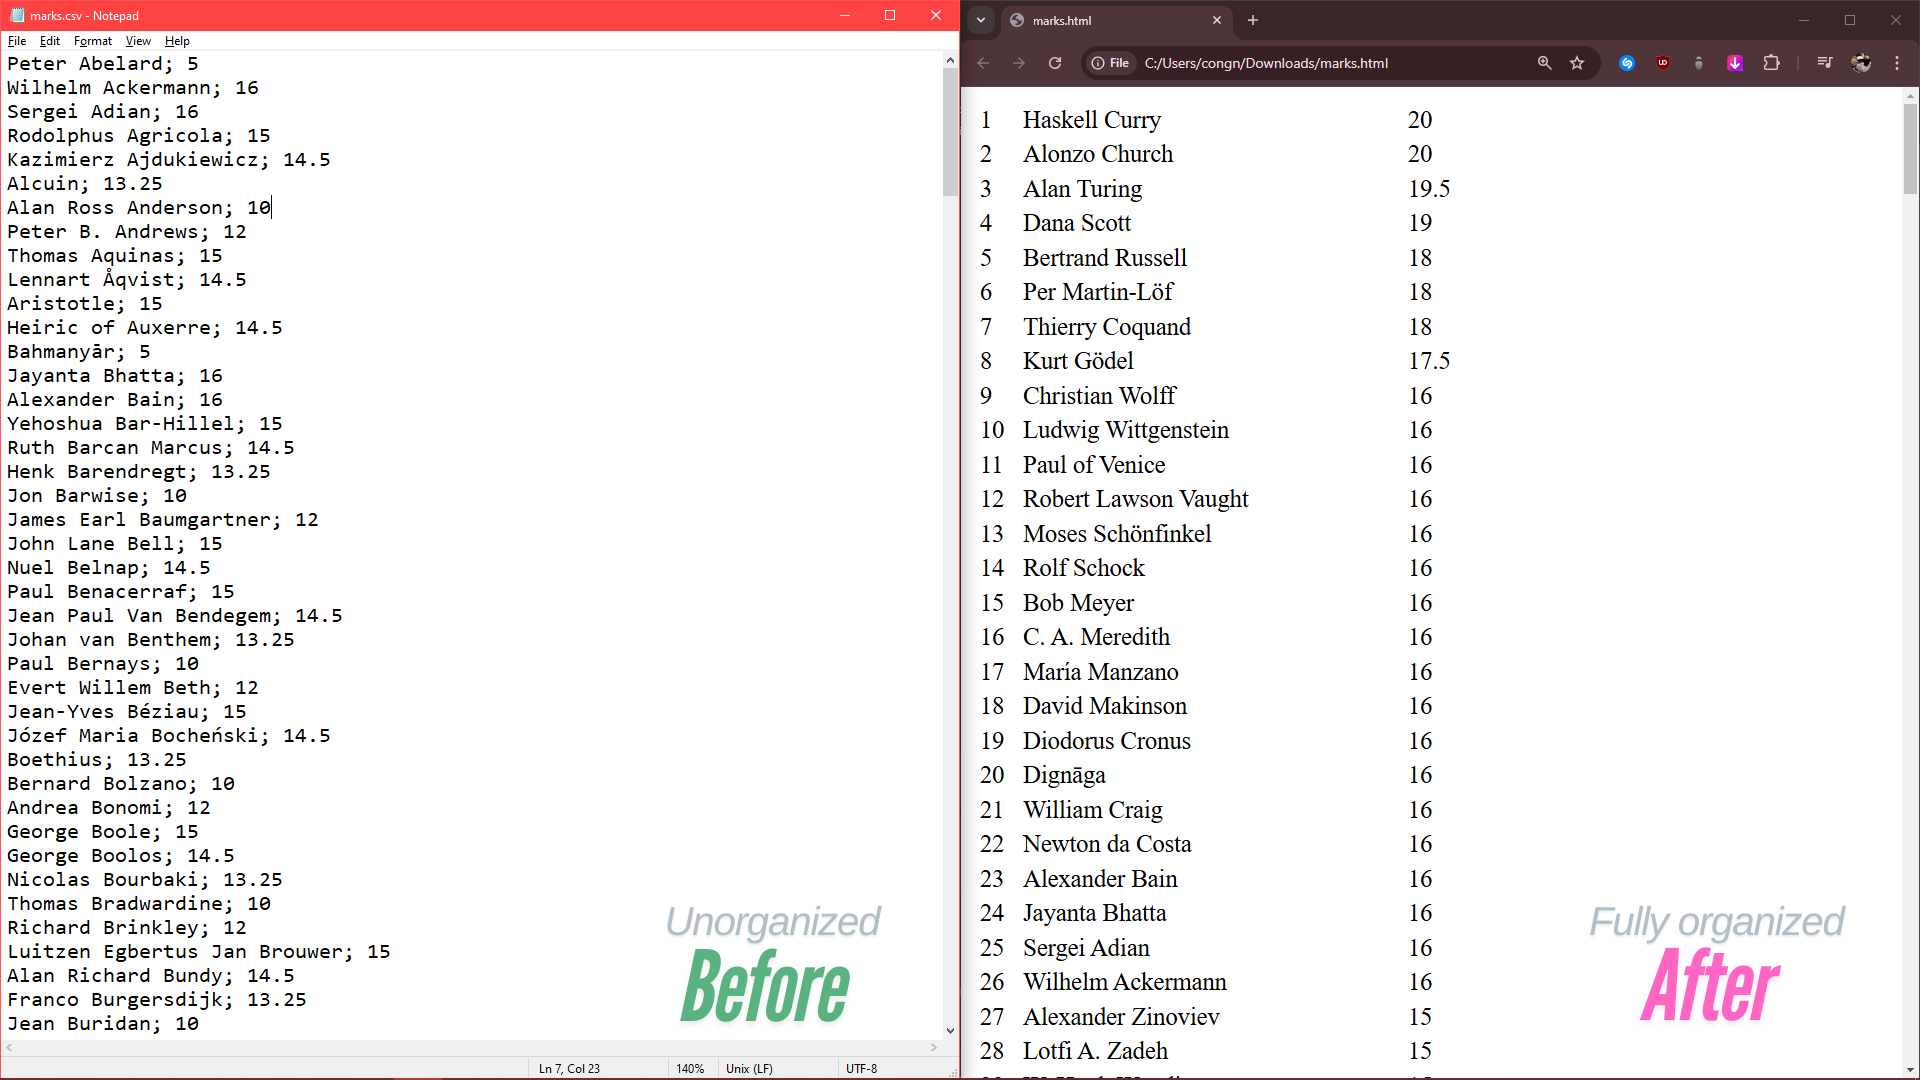 marks.csv - Notepad
File Edit Format View Help
Peter Abelard; 5
Wilhelm Ackermann; 16
Sergei Adian; 16
Rodolphus Agricola; 15
Kazimierz Ajdukiewicz; 14.5
Alcuin; 13.25
Alan Ross Anderson; 10
Peter B. Andrews; 12
Thomas Aquinas; 15
Lennart Åqvist; 14.5
Aristotle; 15
Heiric of Auxerre; 14.5
Bahmanyār; 5
Jayanta Bhatta; 16
Alexander Bain; 16
Yehoshua Bar-Hillel; 15
Ruth Barcan Marcus; 14.5
Henk Barendregt; 13.25
Jon Barwise; 10
James Earl Baumgartner; 12
John Lane Bell; 15
Nuel Belnap; 14.5
Paul Benacerraf; 15
Jean Paul Van Bendegem; 14.5
Johan van Benthem; 13.25
Paul Bernays; 10
Evert Willem Beth; 12
Jean-Yves Béziau; 15
Józef Maria Bocheński; 14.5
Boethius; 13.25
Bernard Bolzano; 10
Andrea Bonomi; 12
George Boole; 15
George Boolos; 14.5
Nicolas Bourbaki; 13.25
Thomas Bradwardine; 10
Richard Brinkley; 12
Luitzen Egbertus Jan Brouwer; 15
Alan Richard Bundy; 14.5
Franco Burgersdijk; 13.25
Jean Buridan; 10
Unorganized
Before
Ln 7, Col 23 140% Unix (LF) UTF-8
marks.html
File C:/Users/congn/Downloads/marks.html
1 Haskell Curry 20
2 Alonzo Church 20
3 Alan Turing 19.5
4 Dana Scott 19
5 Bertrand Russell 18
6 Per Martin-Löf 18
7 Thierry Coquand 18
8 Kurt Gödel 17.5
9 Christian Wolff 16
10 Ludwig Wittgenstein 16
11 Paul of Venice 16
12 Robert Lawson Vaught 16
13 Moses Schönfinkel 16
14 Rolf Schock 16
15 Bob Meyer 16
16 C. A. Meredith 16
17 María Manzano 16
18 David Makinson 16
19 Diodorus Cronus 16
20 Dignāga 16
21 William Craig 16
22 Newton da Costa 16
23 Alexander Bain 16
24 Jayanta Bhatta 16
25 Sergei Adian 16
26 Wilhelm Ackermann 16
27 Alexander Zinoviev 15
28 Lotfi A. Zadeh 15
Fully organized
After